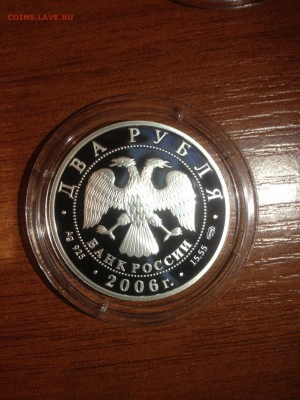 COINS.LAVE.RU
ДВА РУБЛЯ
Ag 925
БАНК РОССИИ
15,55
2006г.